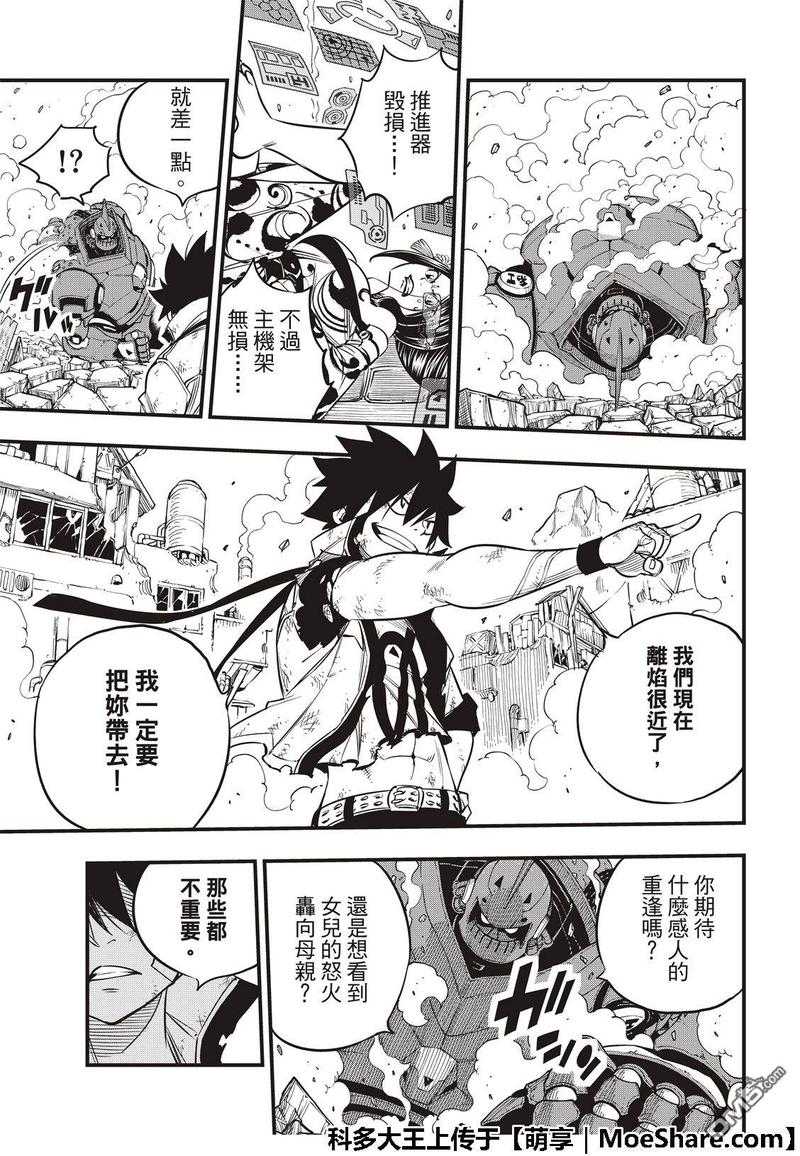 推進器
毀損…！
不過
主機架
無損……
就差一點。
!?
我們現在
離焰很近了，
我一定要
把妳帶去！
你期待
什麼感人的
重逢嗎？
還是想看到
女兒的怒火
轟向母親？
那些都
不重要。
科多大王上传于【萌享｜MoeShare.com】